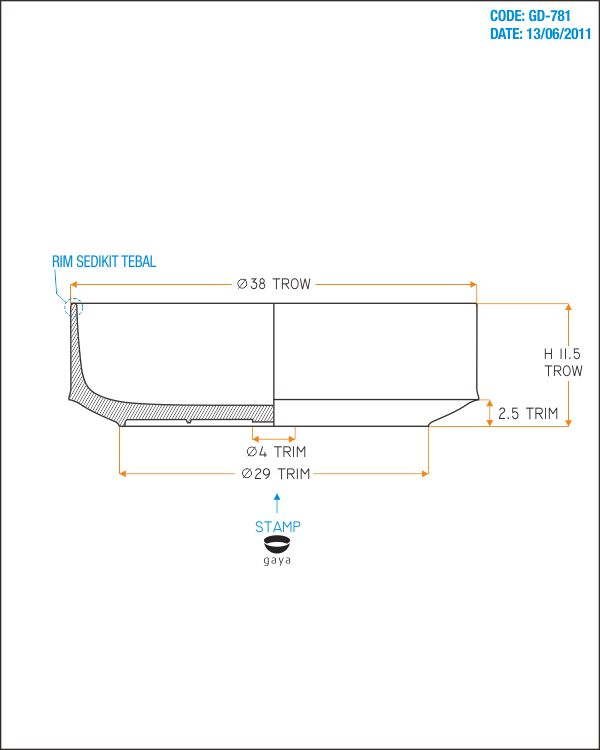 CODE: GD-781
DATE: 13/06/2011
RIM SEDIKIT TEBAL
Ø38 TROW
H 11.5
TROW
2.5 TRIM
Ø4 TRIM
Ø29 TRIM
STAMP
gaya